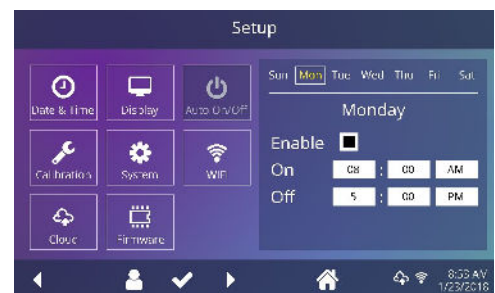 Setup
Date & Time
Display
Auto On/Off
Calibration
System
WiFi
Cloud
Firmware
Sun Mon Tue Wed Thu Fri Sat
Monday
Enable
On 08 : 00 AM
Off 5 : 00 PM
8:53 AM
1/23/2018